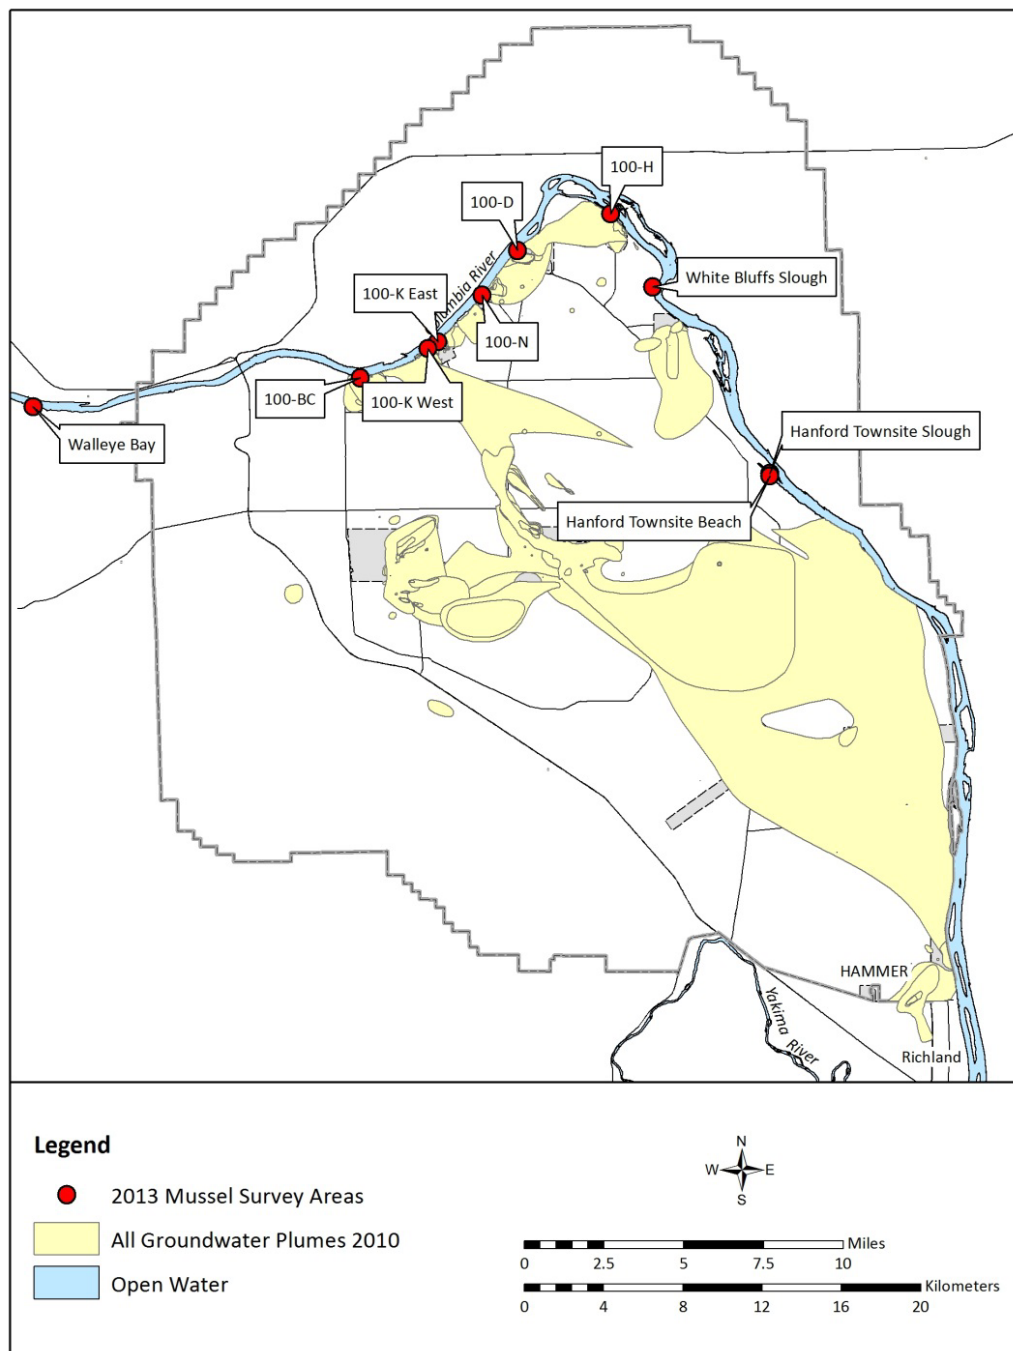 100-H
100-D
Columbia River
White Bluffs Slough
100-K East
100-N
100-BC
100-K West
Walleye Bay
Hanford Townsite Slough
Hanford Townsite Beach
HAMMER
Yakima River
Richland
Legend
2013 Mussel Survey Areas
All Groundwater Plumes 2010
Open Water
N
W
E
S
Miles
0 2.5 5 7.5 10
Kilometers
0 4 8 12 16 20